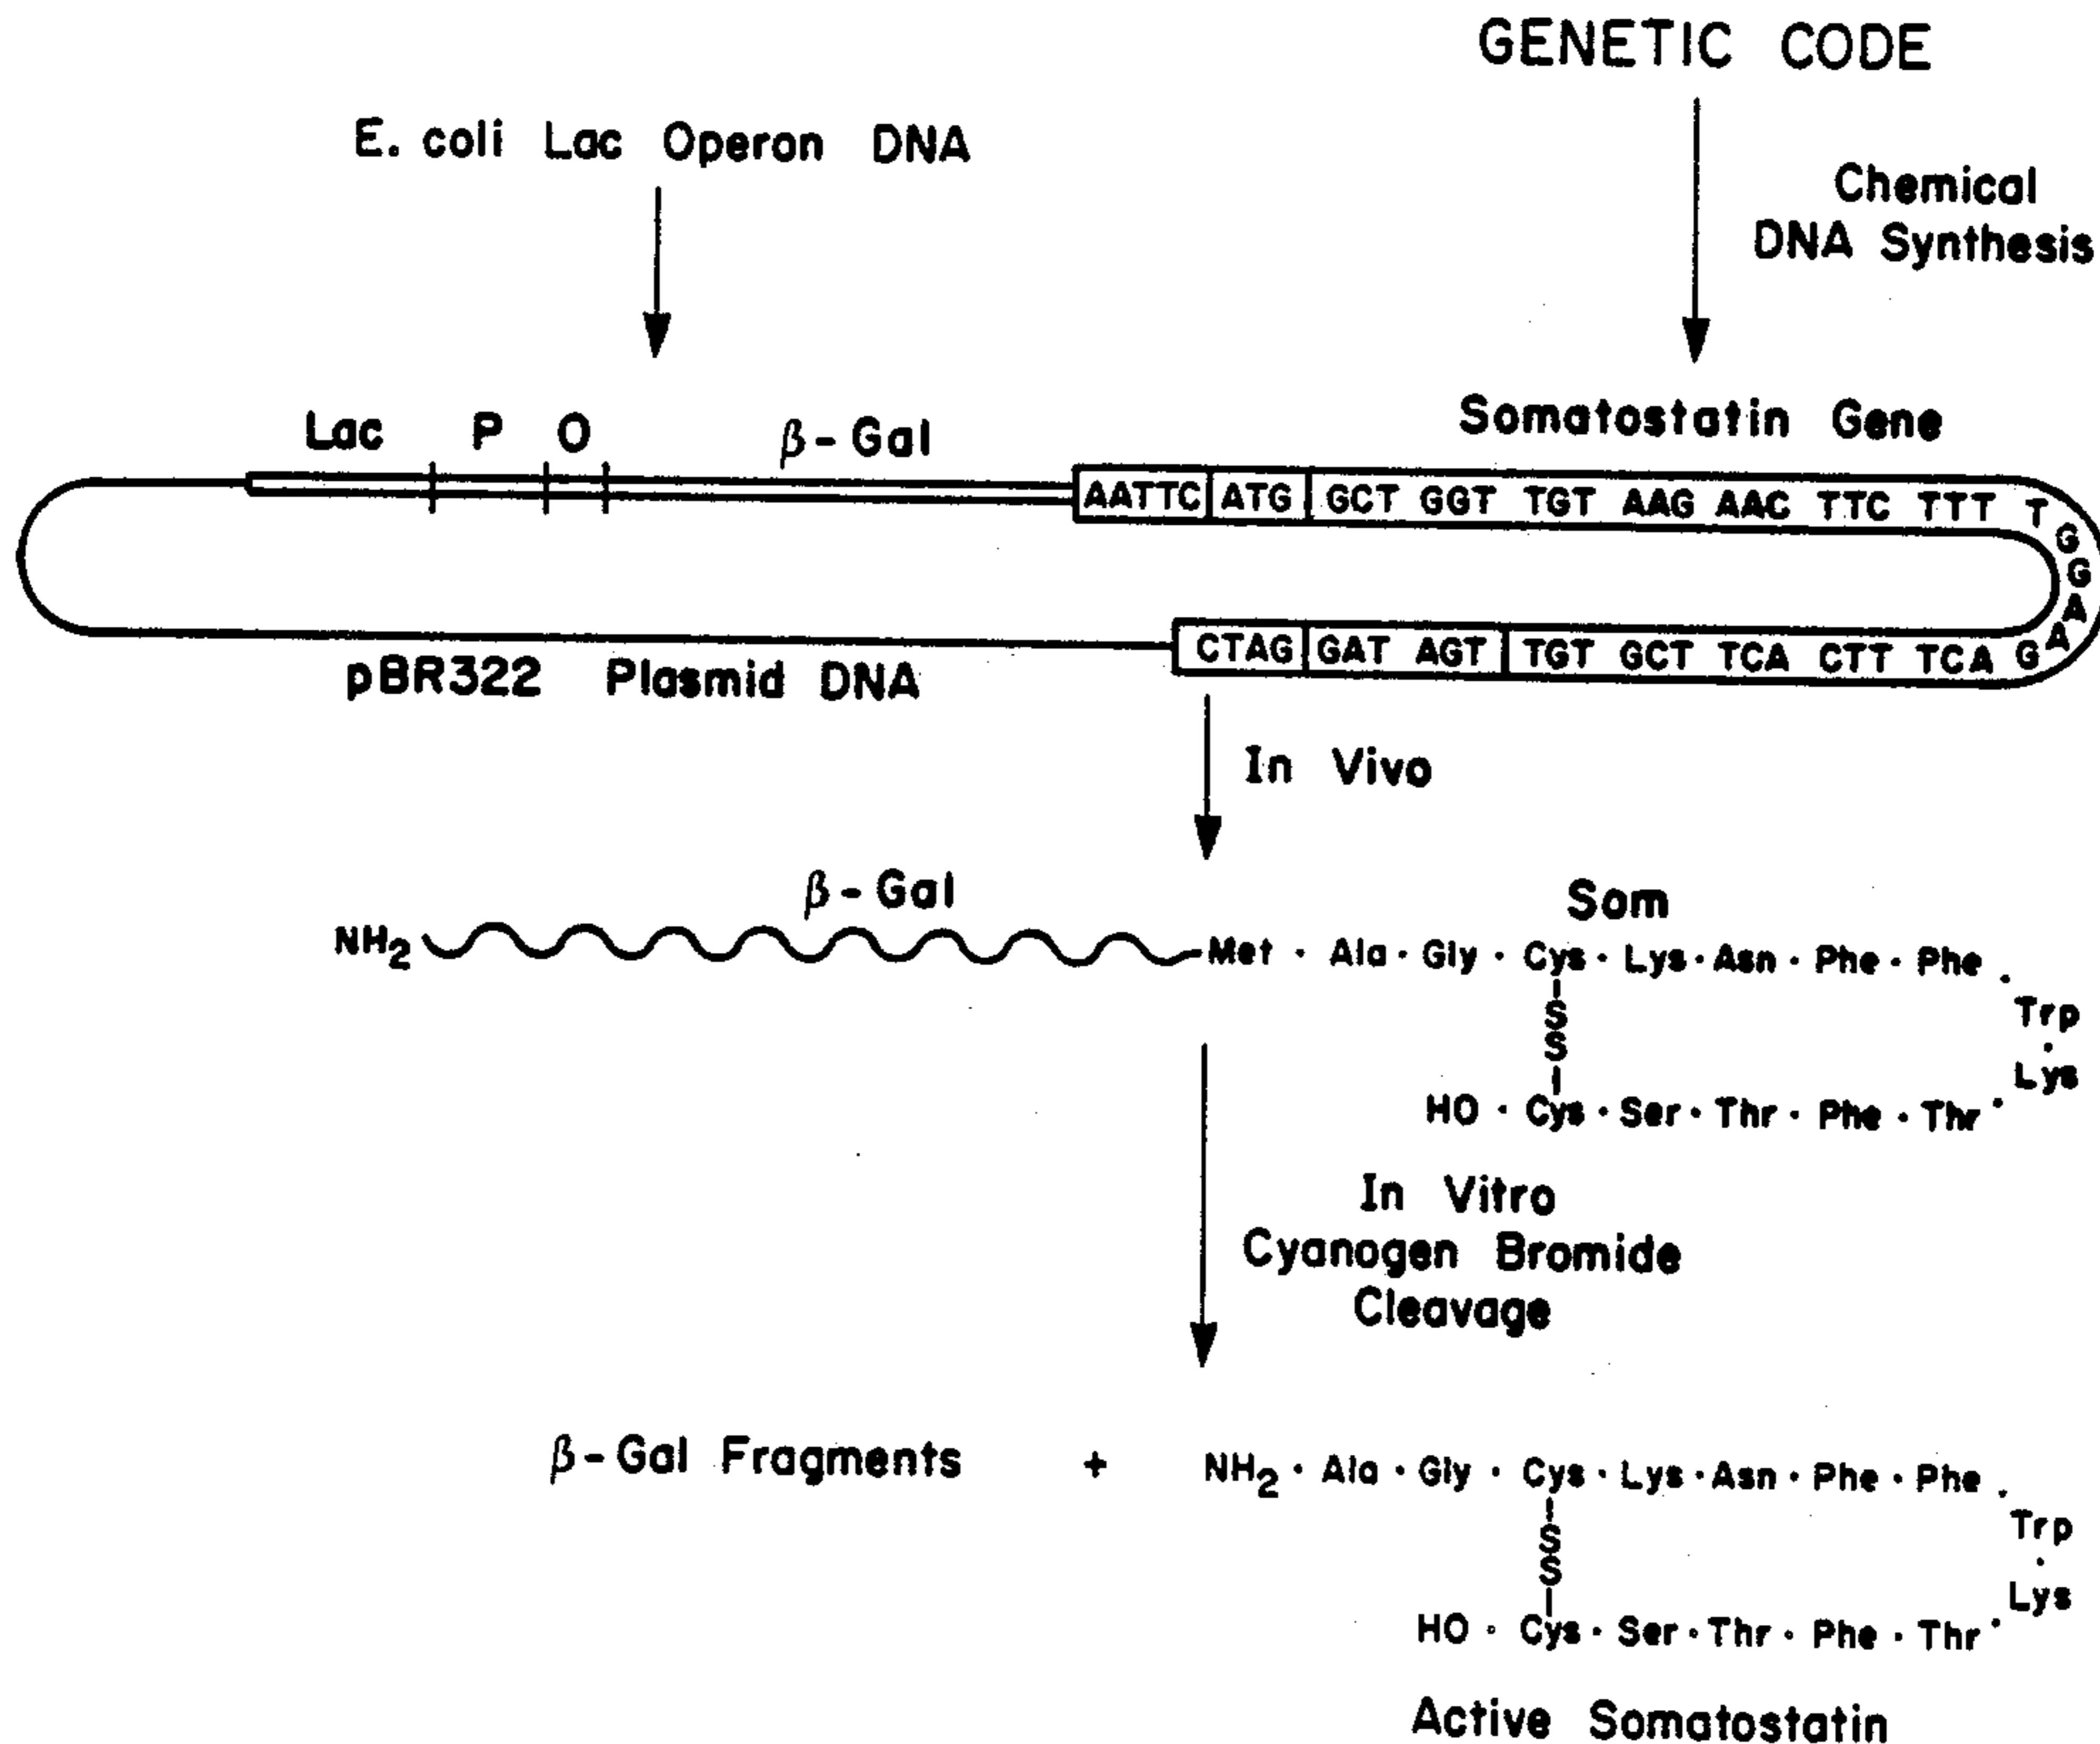 GENETIC CODE
E. coli Lac Operon DNA
Chemical
DNA Synthesis
Lac P O β-Gal
Somatostatin Gene
AATTC ATG GCT GGT TGT AAG AAC TTC TTT T
G
G
A
A
CTAG GAT AGT TGT GCT TCA CTT TCA G
pBR322 Plasmid DNA
In Vivo
β-Gal
Som
NH2 Met · Ala · Gly · Cys · Lys · Asn · Phe · Phe ·
Trp
·
Lys
S
S
HO · Cys · Ser · Thr · Phe · Thr ·
In Vitro
Cyanogen Bromide
Cleavage
β-Gal Fragments + NH2 · Ala · Gly · Cys · Lys · Asn · Phe · Phe ·
Trp
·
Lys
S
S
HO · Cys · Ser · Thr · Phe · Thr ·
Active Somatostatin